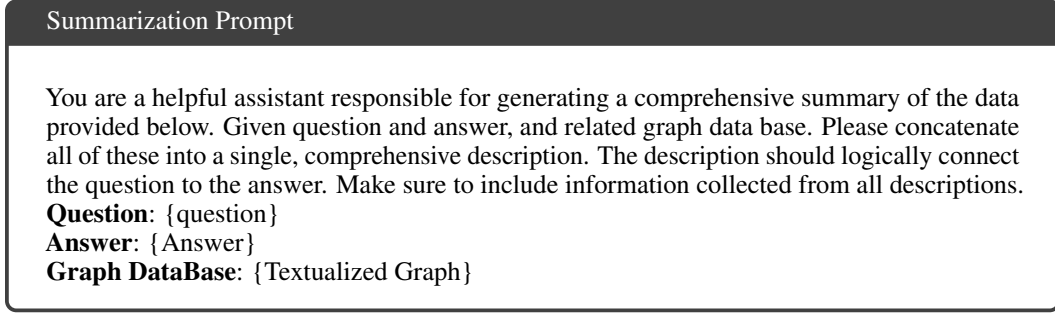 Summarization Prompt
You are a helpful assistant responsible for generating a comprehensive summary of the data
provided below. Given question and answer, and related graph data base. Please concatenate
all of these into a single, comprehensive description. The description should logically connect
the question to the answer. Make sure to include information collected from all descriptions.
Question: {question}
Answer: {Answer}
Graph DataBase: {Textualized Graph}